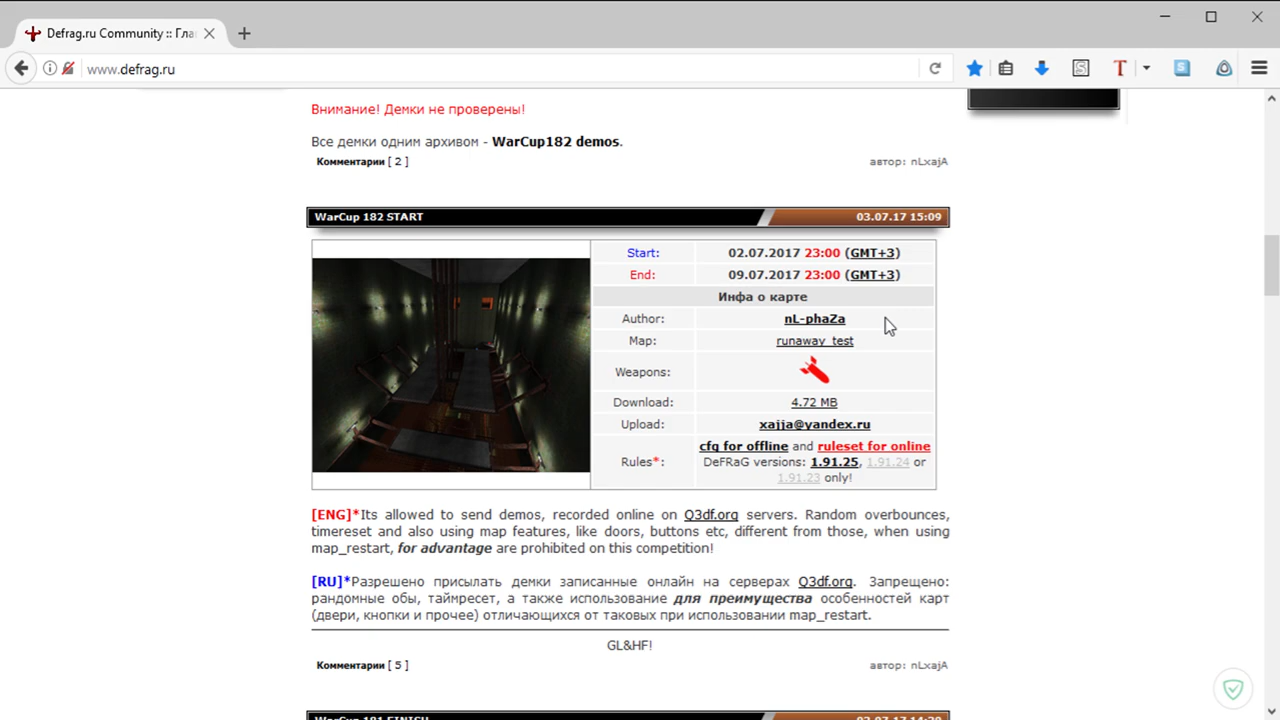 Defrag.ru Community :: Гла
www.defrag.ru
S
T
S
Внимание! Демки не проверены!
Все демки одним архивом - WarCup182 demos.
Комментарии [ 2 ]
автор: nLxajA
WarCup 182 START
03.07.17 15:09
Start: 02.07.2017 23:00 (GMT+3)
End: 09.07.2017 23:00 (GMT+3)
Инфа о карте
Author: nL-phaZa
Map: runaway_test
Weapons:
Download: 4.72 MB
Upload: xajja@yandex.ru
Rules*: cfg for offline and ruleset for online
DeFRaG versions: 1.91.25, 1.91.24 or
1.91.23 only!
[ENG]*Its allowed to send demos, recorded online on Q3df.org servers. Random overbounces,
timereset and also using map features, like doors, buttons etc, different from those, when using
map_restart, for advantage are prohibited on this competition!
[RU]*Разрешено присылать демки записанные онлайн на серверах Q3df.org. Запрещено:
рандомные обы, таймресет, а также использование для преимущества особенностей карт
(двери, кнопки и прочее) отличающихся от таковых при использовании map_restart.
GL&HF!
Комментарии [ 5 ]
автор: nLxajA
WarCup 181 FINISH
02.07.17 14:29